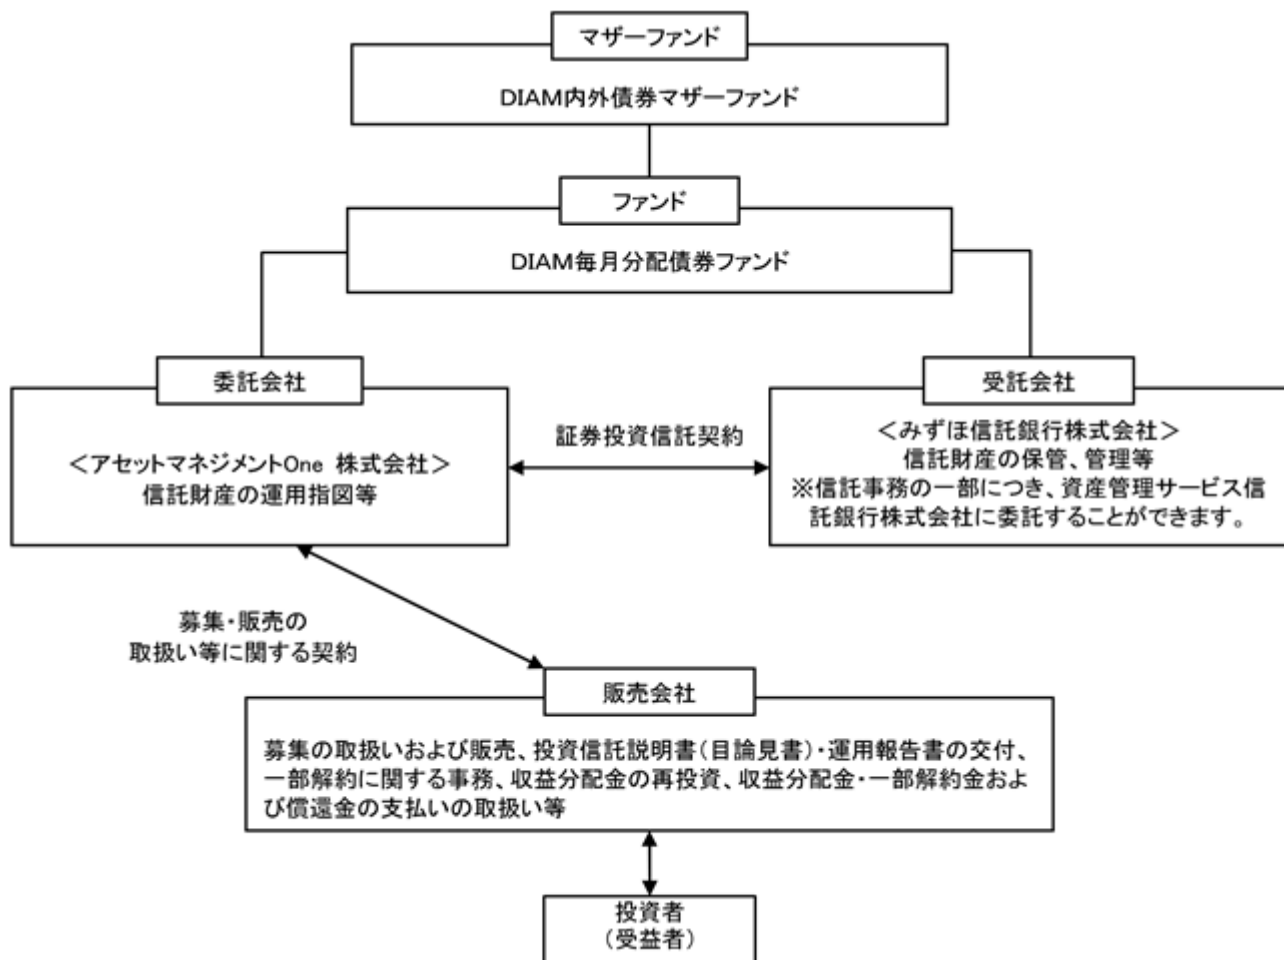 マザーファンド
DIAM内外債券マザーファンド
ファンド
DIAM毎月分配債券ファンド
委託会社
＜アセットマネジメントOne 株式会社＞
信託財産の運用指図等
証券投資信託契約
受託会社
＜みずほ信託銀行株式会社＞
信託財産の保管、管理等
※信託事務の一部につき、資産管理サービス信
託銀行株式会社に委託することができます。
募集・販売の
取扱い等に関する契約
販売会社
募集の取扱いおよび販売、投資信託説明書（目論見書）・運用報告書の交付、
一部解約に関する事務、収益分配金の再投資、収益分配金・一部解約金およ
び償還金の支払いの取扱い等
投資者
（受益者）